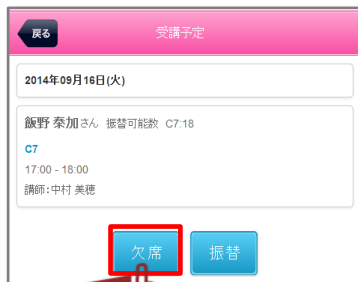 戻る
受講予定
2014年09月16日(火)
飯野 泰加さん 振替可能数 C7:18
C7
17:00 - 18:00
講師：中村 美穂
欠席
振替